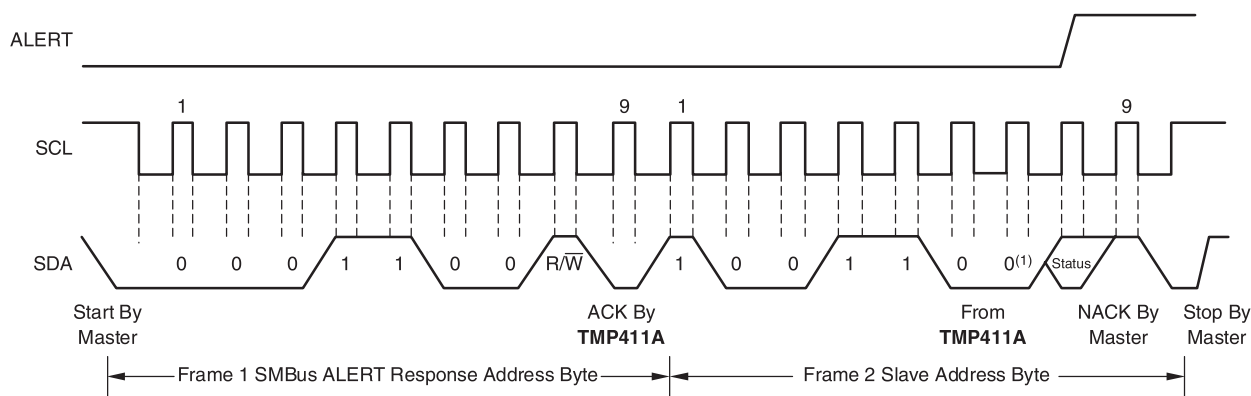 ALERT
1 9 1 9
SCL
SDA 0 0 0 1 1 0 0 R/W̅ 1 0 0 1 1 0 0⁽¹⁾ Status
Start By Master
ACK By TMP411A
From TMP411A
NACK By Master
Stop By Master
Frame 1 SMBus ALERT Response Address Byte
Frame 2 Slave Address Byte